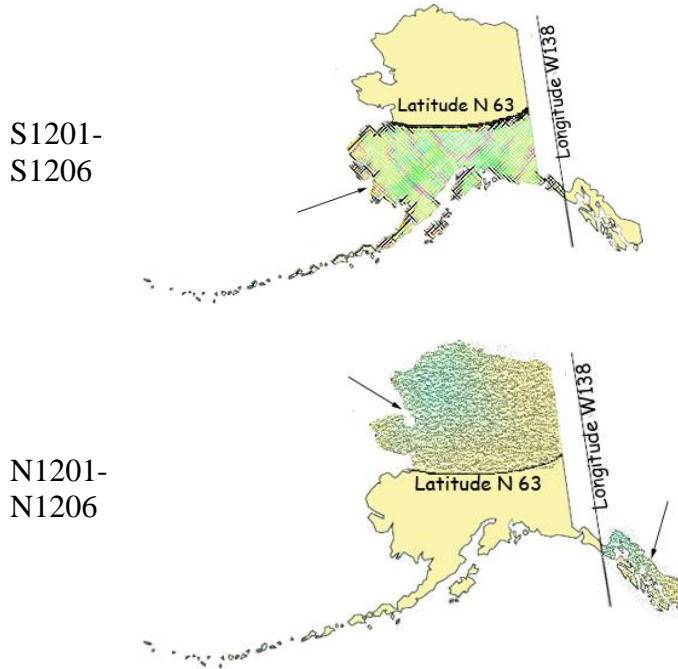 Latitude N 63
Longitude W138
S1201-
S1206
Latitude N 63
Longitude W138
N1201-
N1206